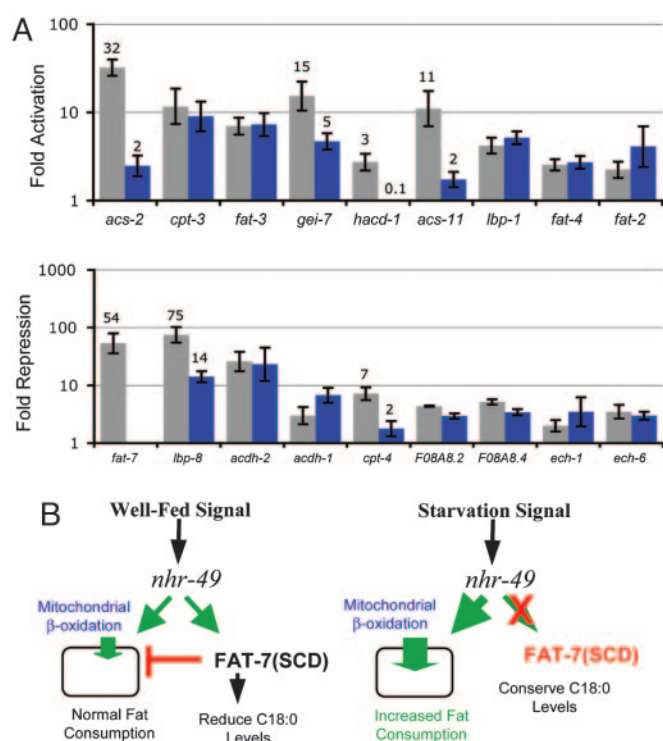 A
Fold Activation
100
10
1
32
2
15
5
3
0.1
11
2
acs-2 cpt-3 fat-3 gei-7 hacd-1 acs-11 lbp-1 fat-4 fat-2
Fold Repression
1000
100
10
1
54
75
14
7
2
fat-7 lbp-8 acdh-2 acdh-1 cpt-4 F08A8.2 F08A8.4 ech-1 ech-6
B
Well-Fed Signal
nhr-49
Mitochondrial
β-oxidation
FAT-7(SCD)
Normal Fat
Consumption
Reduce C18:0
Levels
Starvation Signal
nhr-49
X
Mitochondrial
β-oxidation
FAT-7(SCD)
Increased Fat
Consumption
Conserve C18:0
Levels